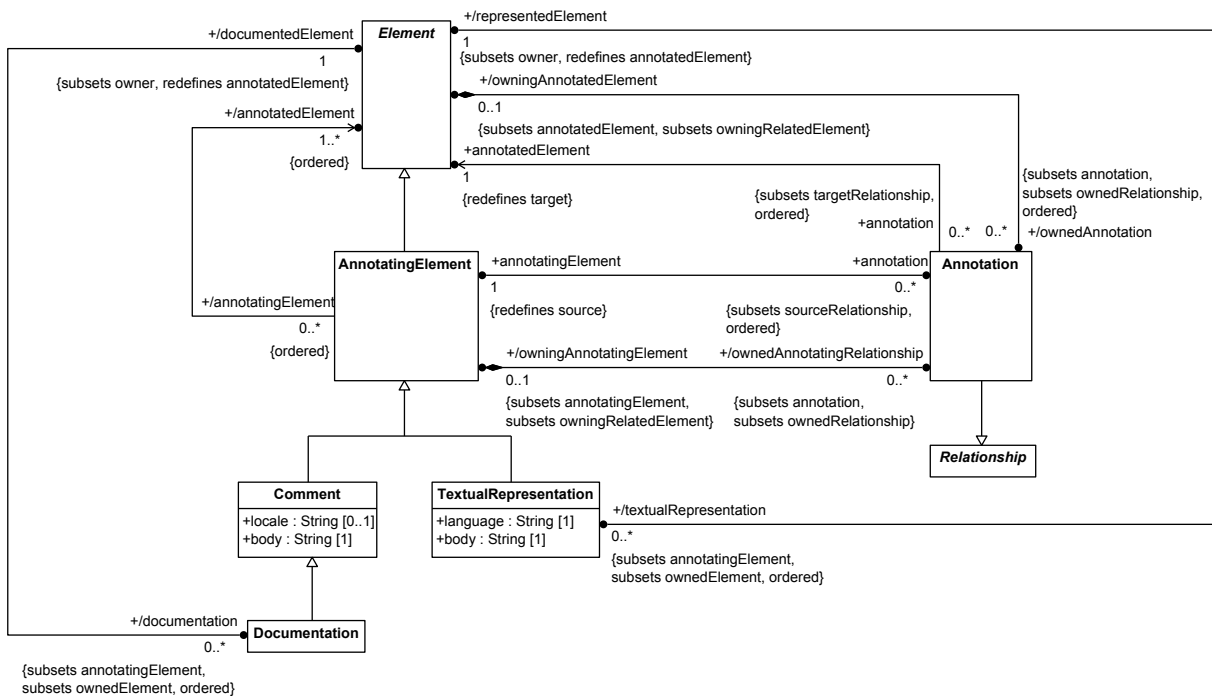 +/representedElement
Element
+/documentedElement
1
1
{subsets owner, redefines annotatedElement}
{subsets owner, redefines annotatedElement}
+/owningAnnotatedElement
0..1
+/annotatedElement
{subsets annotatedElement, subsets owningRelatedElement}
1..*
+annotatedElement
{ordered}
1
{subsets annotation,
subsets ownedRelationship,
ordered}
{redefines target}
{subsets targetRelationship,
ordered}
+annotation
0..*
0..*
+/ownedAnnotation
AnnotatingElement
+annotatingElement
+annotation
Annotation
1
0..*
+/annotatingElement
{redefines source}
{subsets sourceRelationship,
ordered}
0..*
{ordered}
+/owningAnnotatingElement
+/ownedAnnotatingRelationship
0..1
0..*
{subsets annotatingElement,
subsets owningRelatedElement}
{subsets annotation,
subsets ownedRelationship}
Relationship
Comment
TextualRepresentation
+locale : String [0..1]
+body : String [1]
+language : String [1]
+body : String [1]
+/textualRepresentation
0..*
{subsets annotatingElement,
subsets ownedElement, ordered}
+/documentation
Documentation
0..*
{subsets annotatingElement,
subsets ownedElement, ordered}